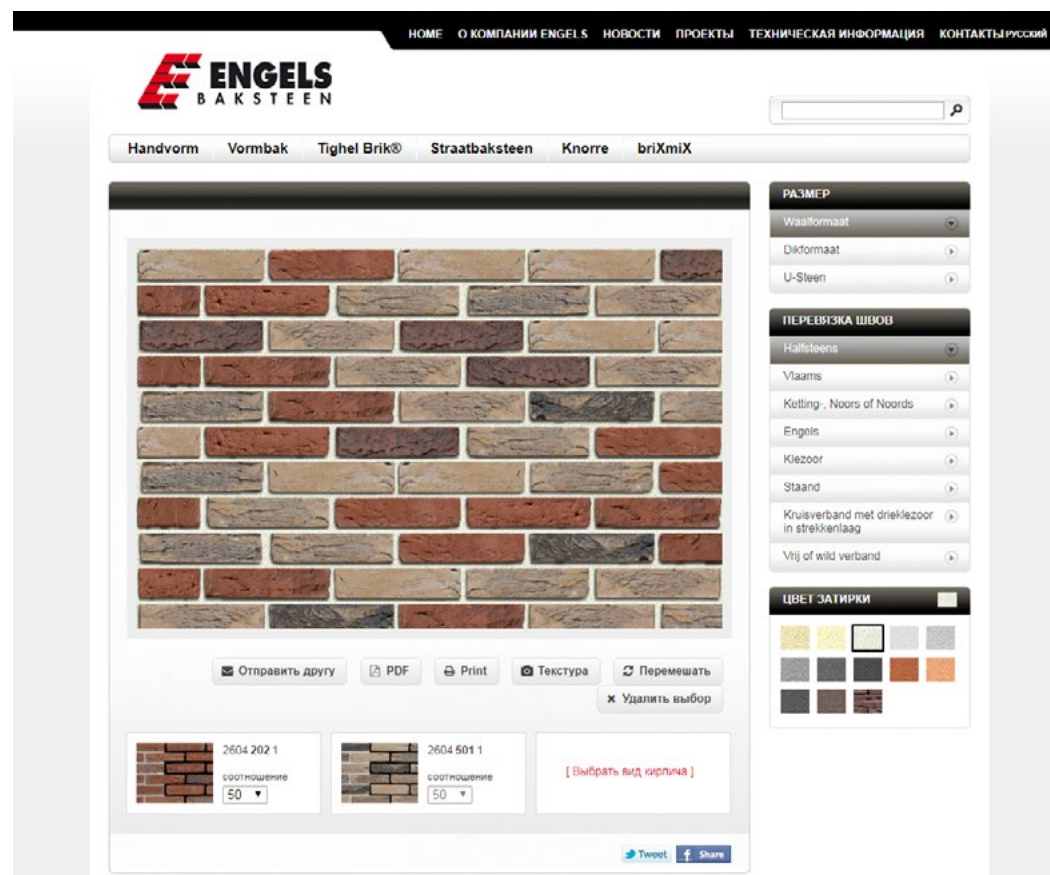 HOME О КОМПАНИИ ENGELS НОВОСТИ ПРОЕКТЫ ТЕХНИЧЕСКАЯ ИНФОРМАЦИЯ КОНТАКТЫ РУССКИЙ
ENGELS
BAKSTEEN
Handvorm Vormbak Tighel Brik® Straatbaksteen Knorre briXmiX
РАЗМЕР
Waalformaat
Dikformaat
U-Steen
ПЕРЕВЯЗКА ШВОВ
Halfsteens
Vlaams
Ketting-, Noors of Noords
Engels
Klezoor
Staand
Kruisverband met drieklezoor
in strekkenlaag
Vrij of wild verband
ЦВЕТ ЗАТИРКИ
Отправить другу PDF Print Текстура Перемешать
Удалить выбор
2604 202 1
соотношение
50
2604 501 1
соотношение
50
[ Выбрать вид кирпича ]
Tweet Share